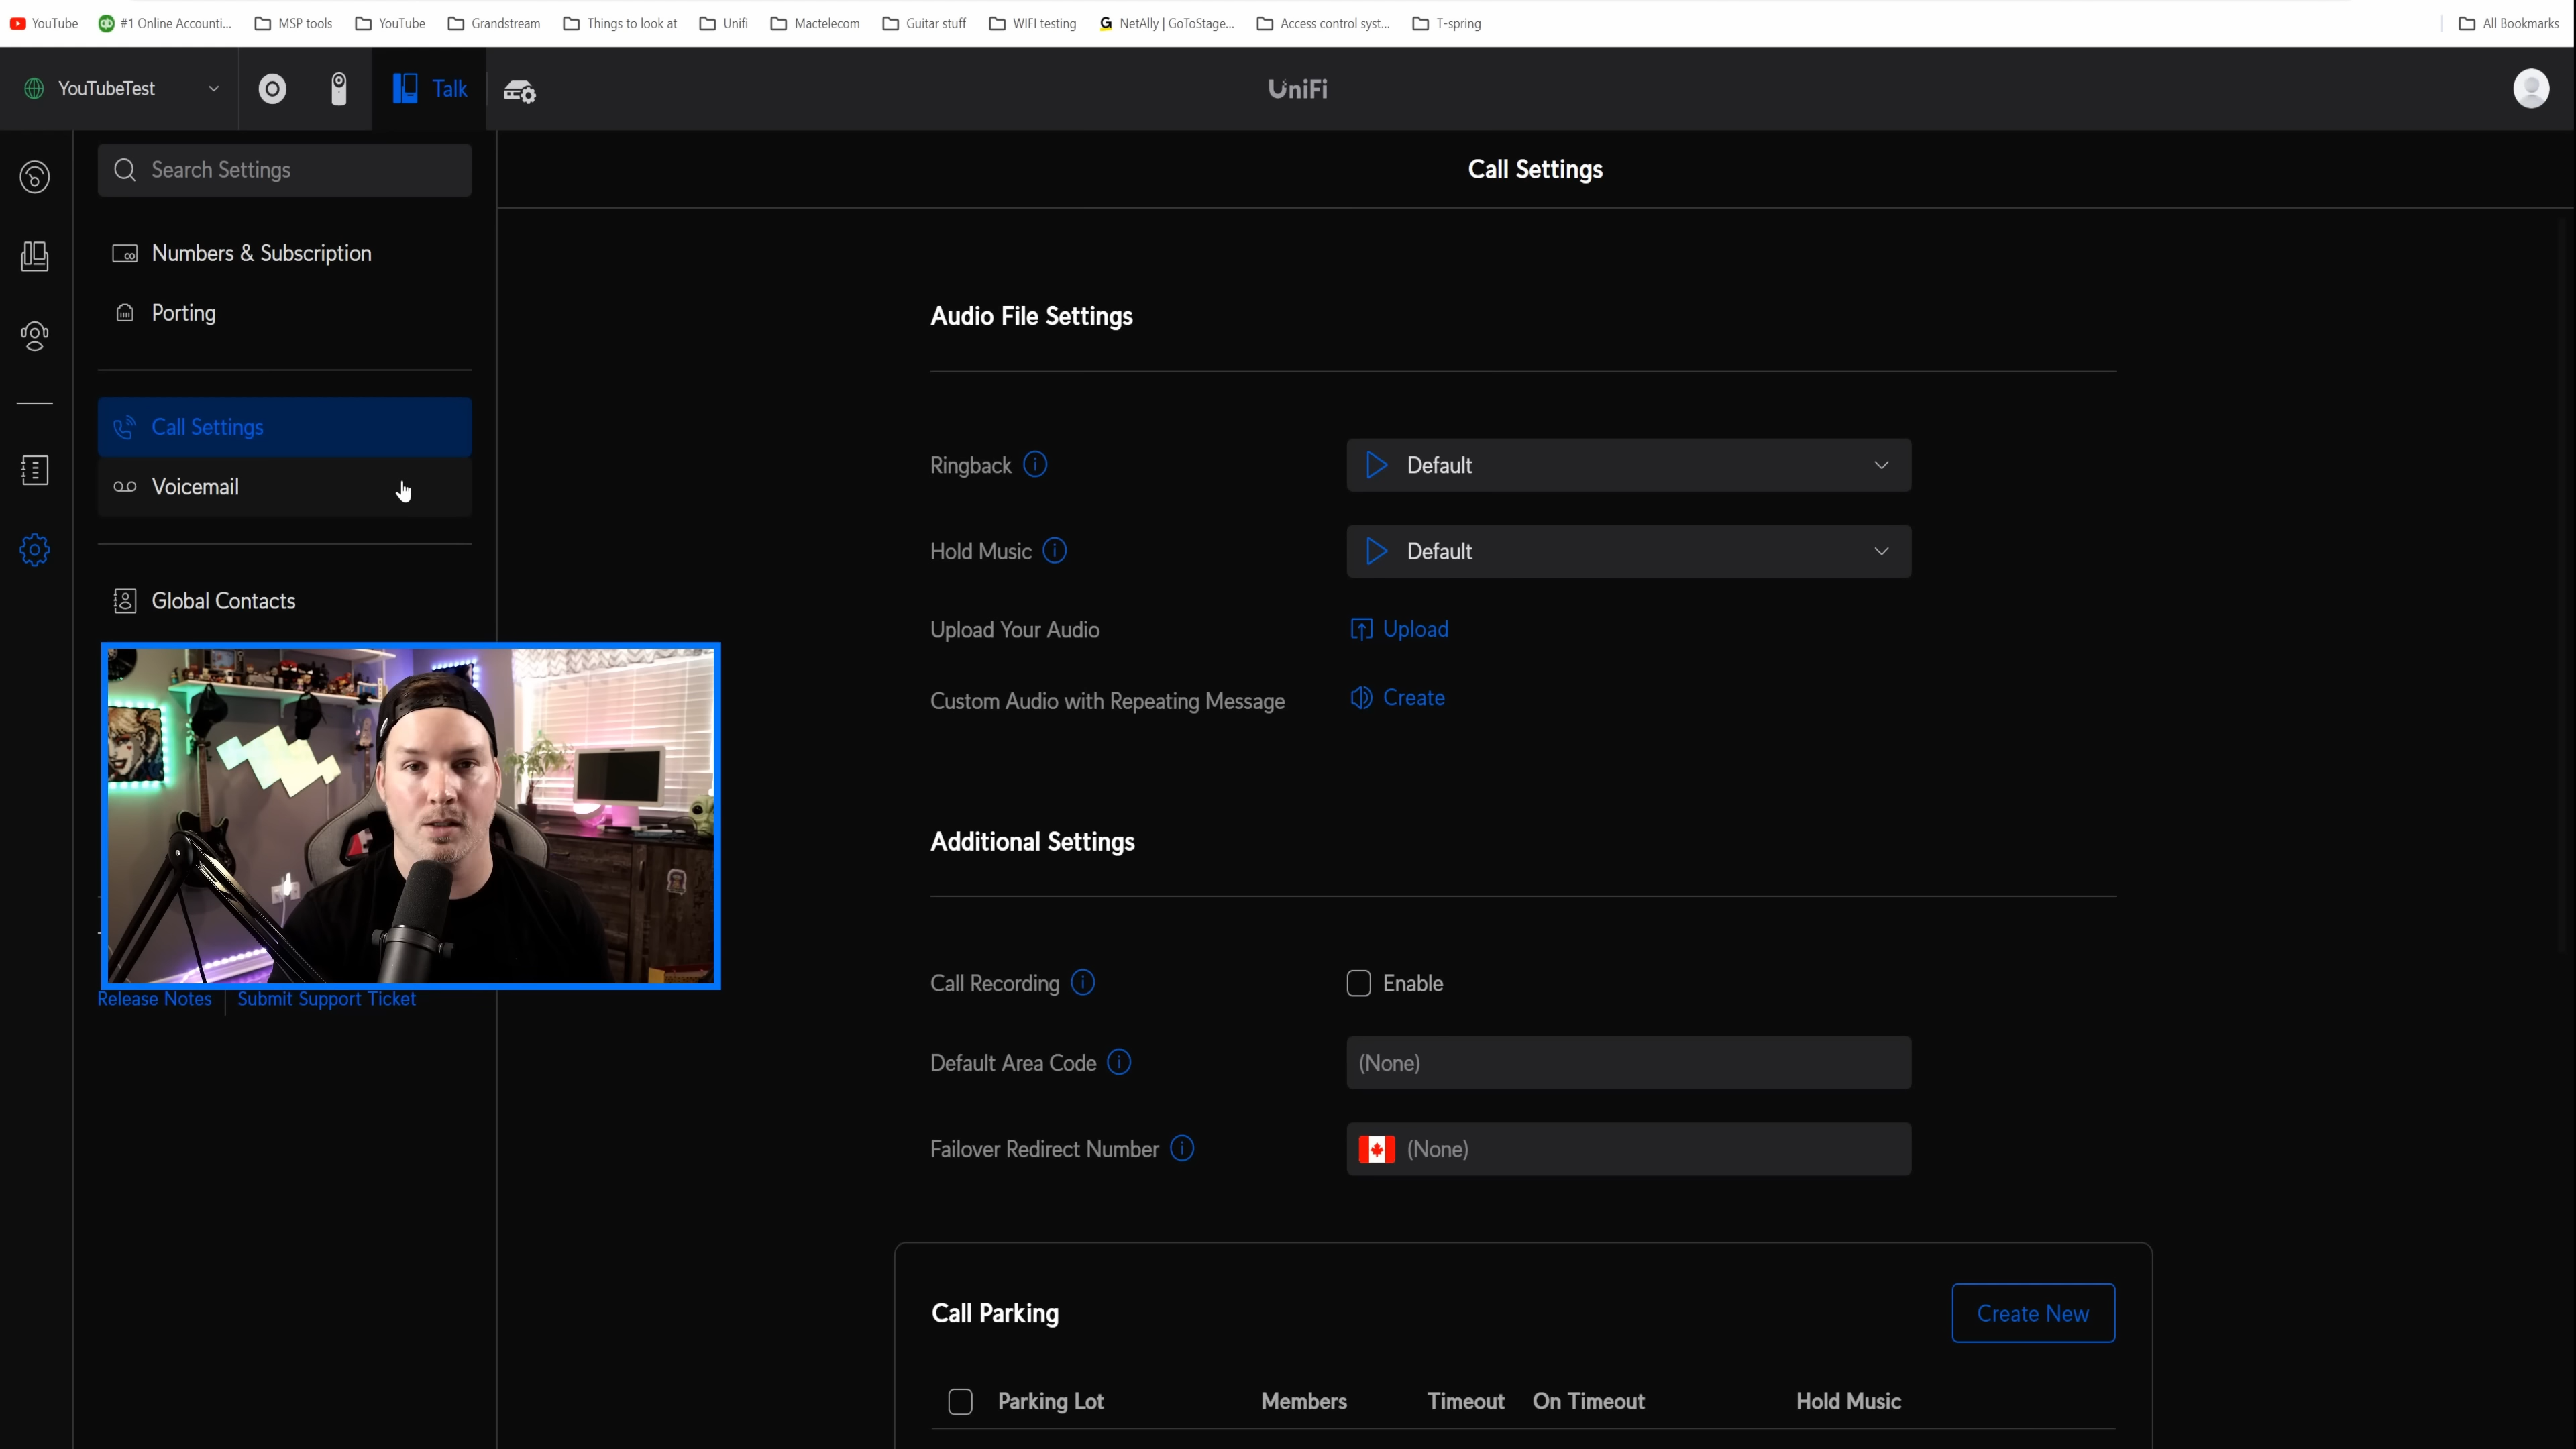 YouTube #1 Online Accounti... MSP tools YouTube Grandstream Things to look at Unifi Mactelecom Guitar stuff WIFI testing NetAlly | GoToStage... Access control syst... T-spring All Bookmarks
YouTubeTest Talk UniFi
Search Settings
Call Settings
Numbers & Subscription
Porting
Call Settings
Voicemail
Global Contacts
Release Notes Submit Support Ticket
Audio File Settings
Ringback Default
Hold Music Default
Upload Your Audio Upload
Custom Audio with Repeating Message Create
Additional Settings
Call Recording Enable
Default Area Code (None)
Failover Redirect Number (None)
Call Parking Create New
Parking Lot Members Timeout On Timeout Hold Music